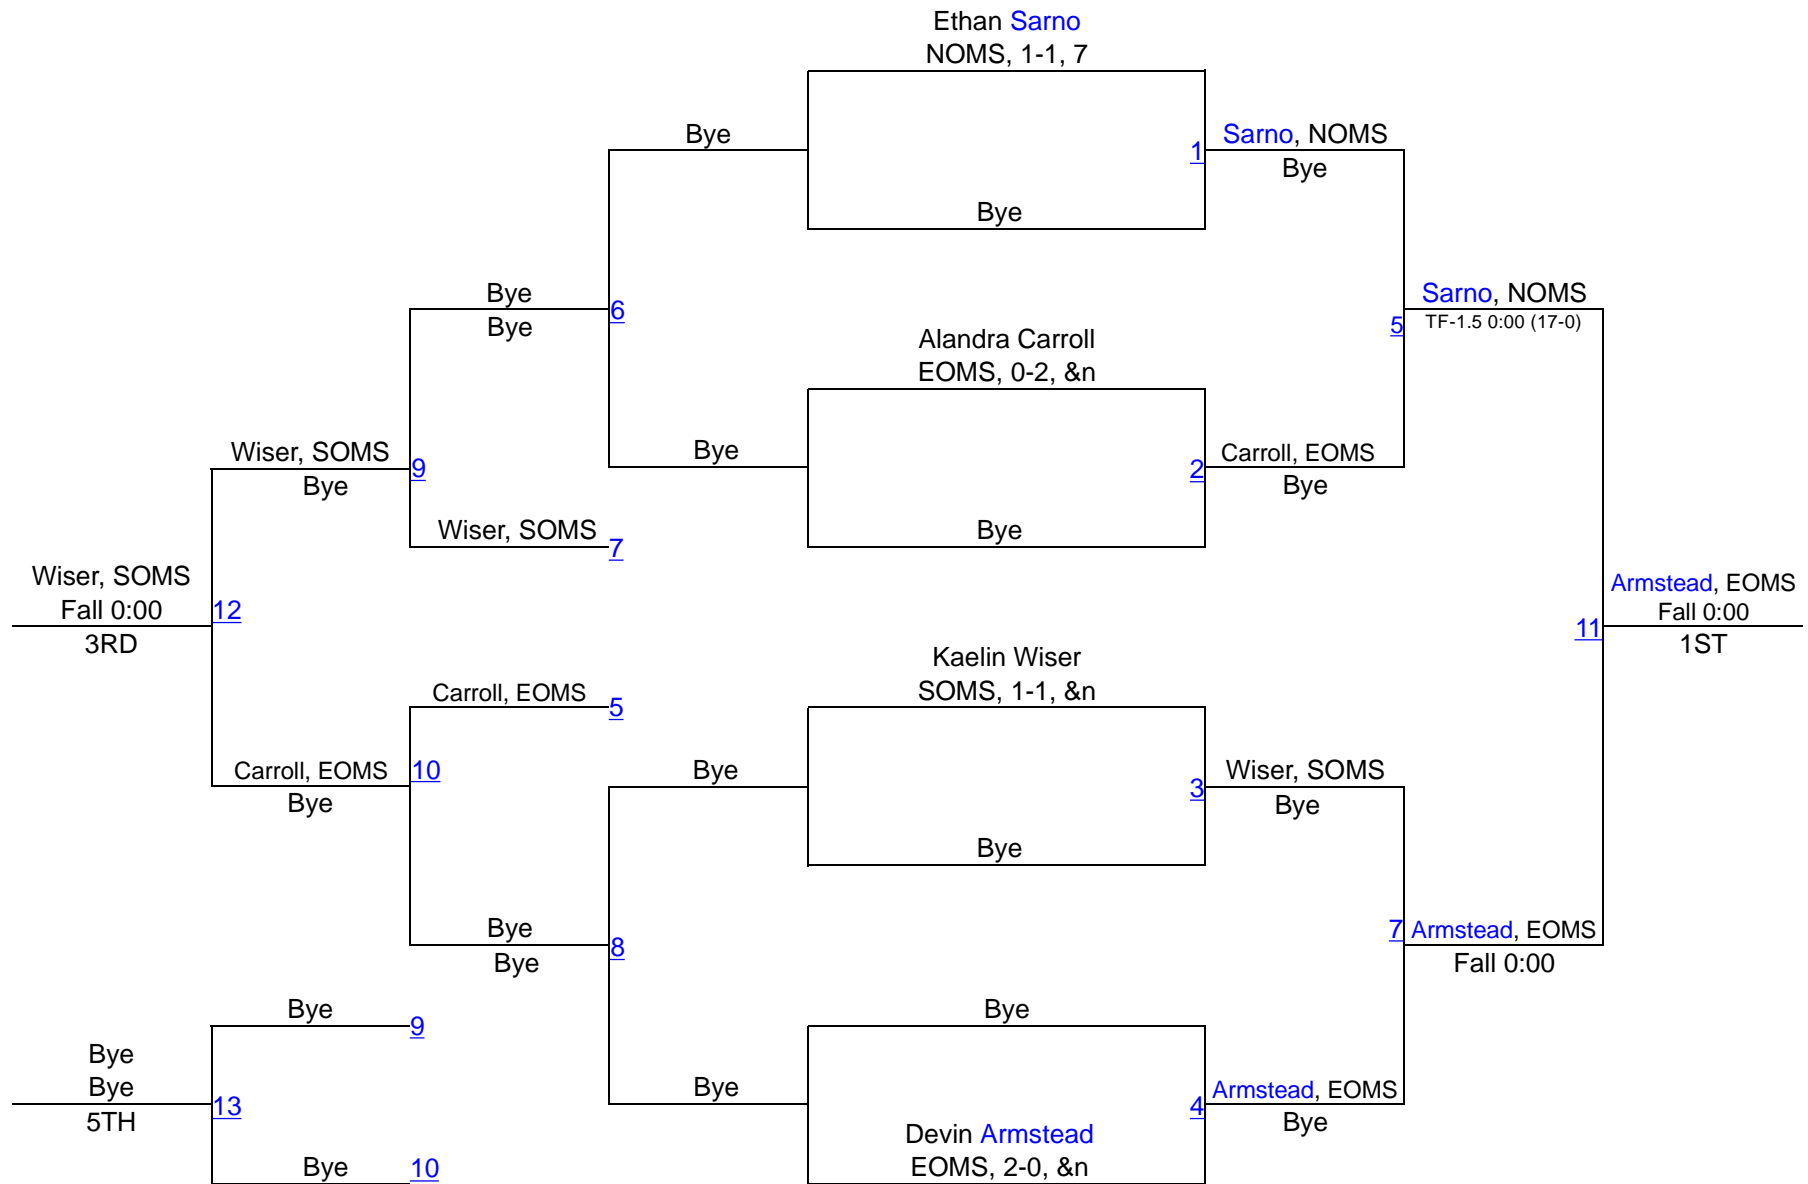 Ethan Sarno
NOMS, 1-1, 7
Bye
1
Sarno, NOMS
Bye
Bye
Bye
Bye
6
Sarno, NOMS
TF-1.5 0:00 (17-0)
5
Alandra Carroll
EOMS, 0-2, &n
Wiser, SOMS
Bye
9
Bye
2
Carroll, EOMS
Bye
Wiser, SOMS
7
Bye
Wiser, SOMS
Fall 0:00
3RD
12
Armstead, EOMS
Fall 0:00
1ST
11
Kaelin Wiser
SOMS, 1-1, &n
Carroll, EOMS
5
Carroll, EOMS
Bye
10
Bye
3
Wiser, SOMS
Bye
Bye
Bye
Bye
8
7
Armstead, EOMS
Fall 0:00
Bye
9
Bye
Bye
Bye
5TH
13
Bye
4
Armstead, EOMS
Bye
Devin Armstead
EOMS, 2-0, &n
Bye
10